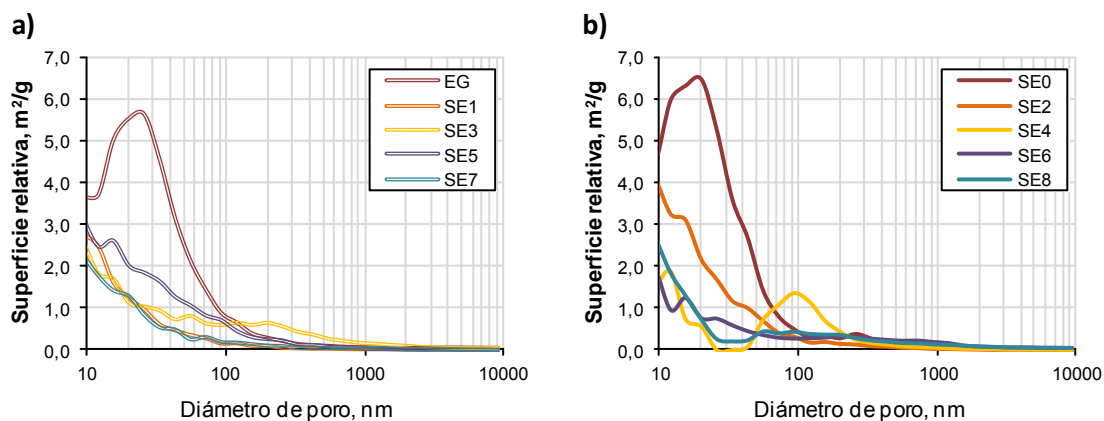 a)
7,0
6,0
5,0
4,0
3,0
2,0
1,0
0,0
Superficie relativa, m²/g
EG
SE1
SE3
SE5
SE7
10 100 1000 10000
Diámetro de poro, nm
b)
7,0
6,0
5,0
4,0
3,0
2,0
1,0
0,0
Superficie relativa, m²/g
SE0
SE2
SE4
SE6
SE8
10 100 1000 10000
Diámetro de poro, nm